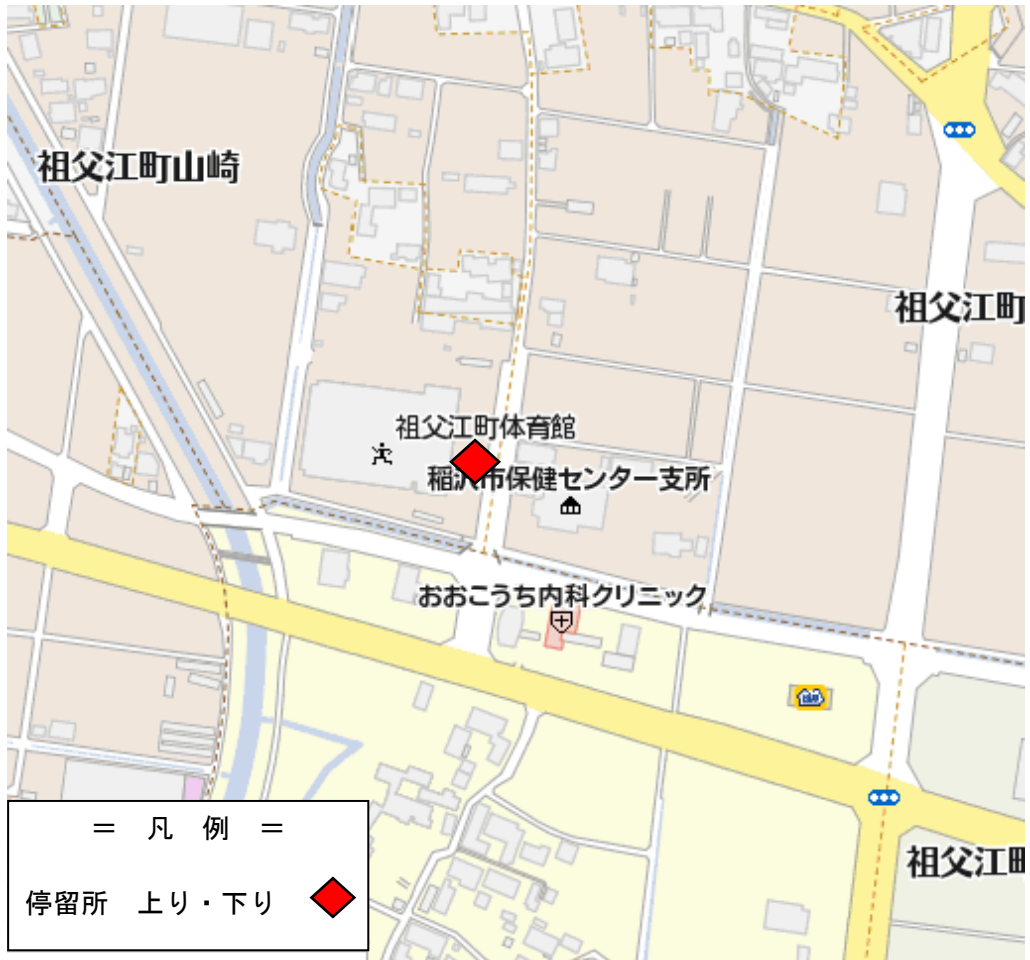 祖父江町山崎
祖父江町
祖父江町体育館
稲沢市保健センター支所
おおこうち内科クリニック
祖父江町
＝ 凡 例 ＝
停留所 上り・下り